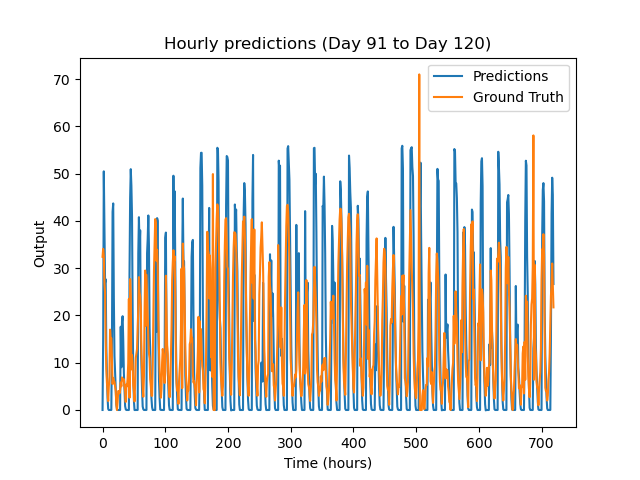 Hourly predictions (Day 91 to Day 120)
Predictions
Ground Truth
Output
70
60
50
40
30
20
10
0
0 100 200 300 400 500 600 700
Time (hours)